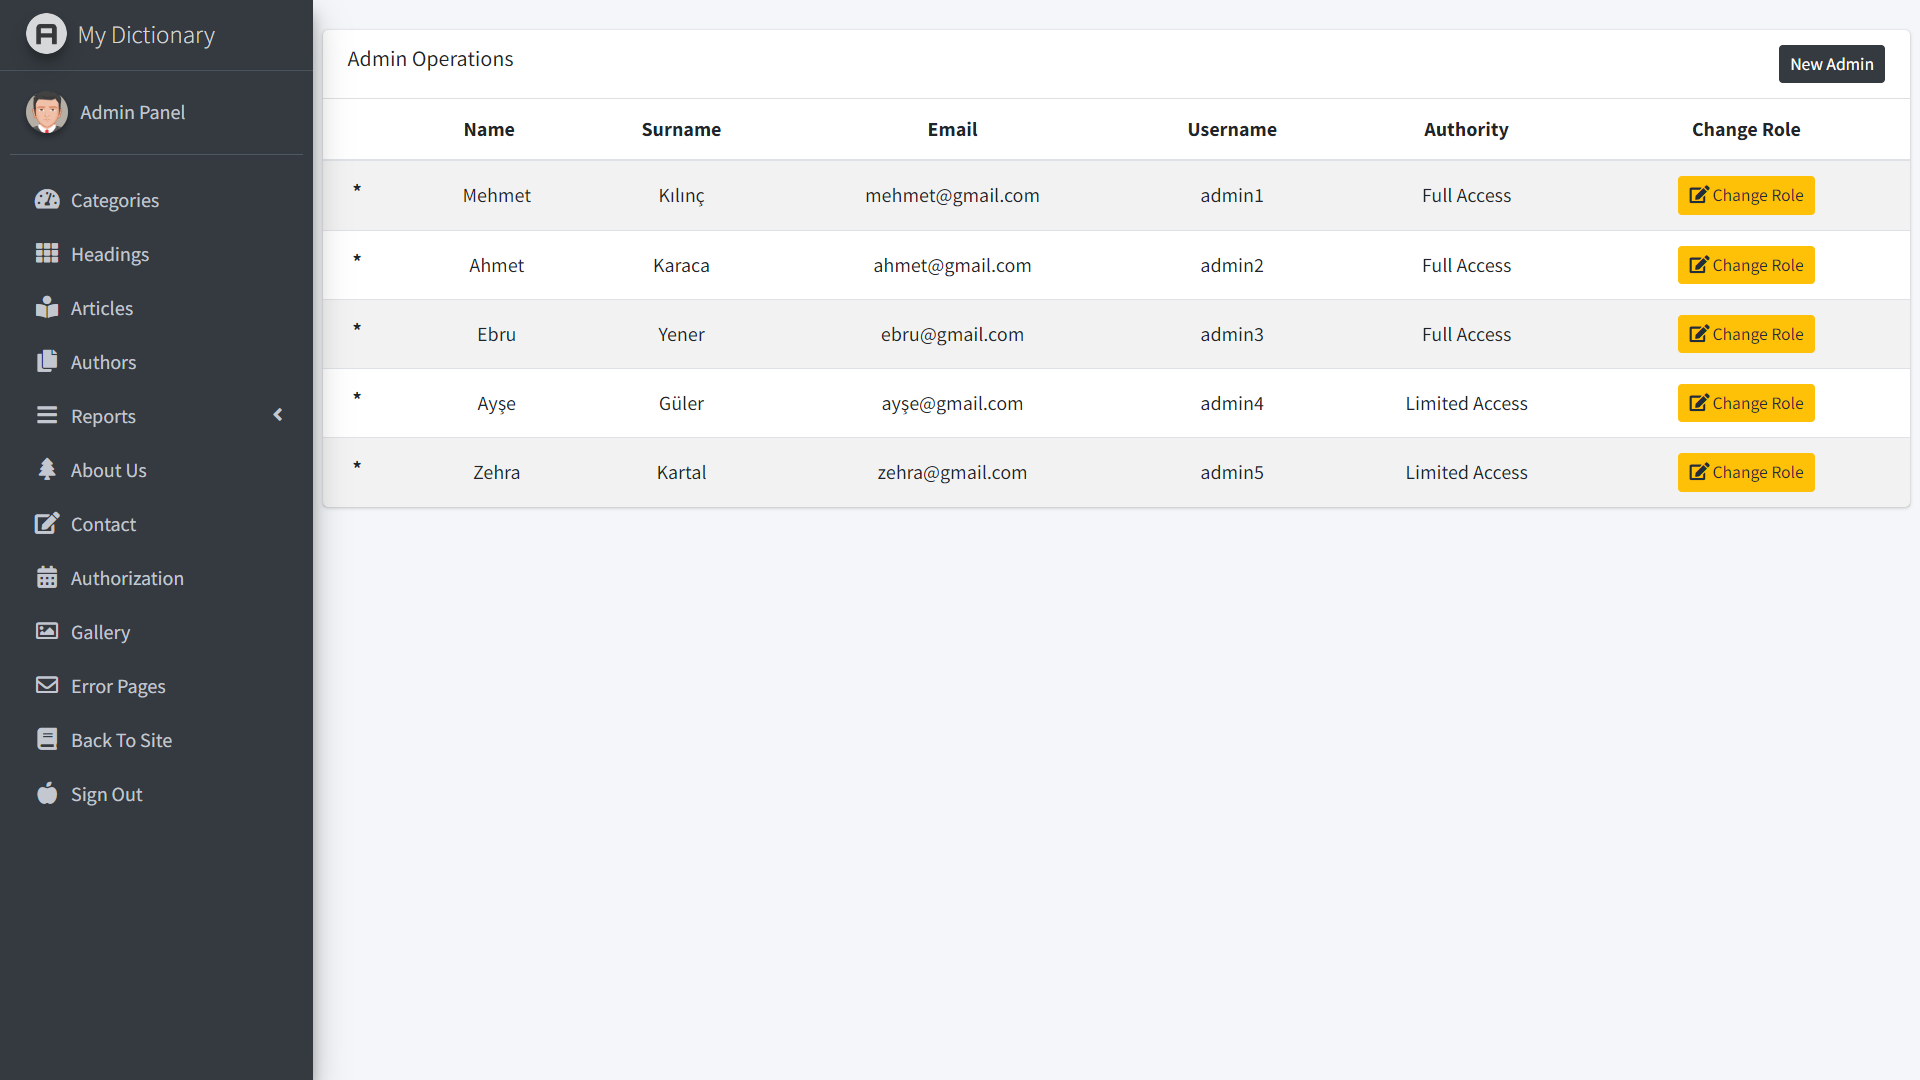 My Dictionary
Admin Panel
Categories
Headings
Articles
Authors
Reports
About Us
Contact
Authorization
Gallery
Error Pages
Back To Site
Sign Out
Admin Operations
New Admin
Name Surname Email Username Authority Change Role
* Mehmet Kılınç mehmet@gmail.com admin1 Full Access Change Role
* Ahmet Karaca ahmet@gmail.com admin2 Full Access Change Role
* Ebru Yener ebru@gmail.com admin3 Full Access Change Role
* Ayşe Güler ayşe@gmail.com admin4 Limited Access Change Role
* Zehra Kartal zehra@gmail.com admin5 Limited Access Change Role